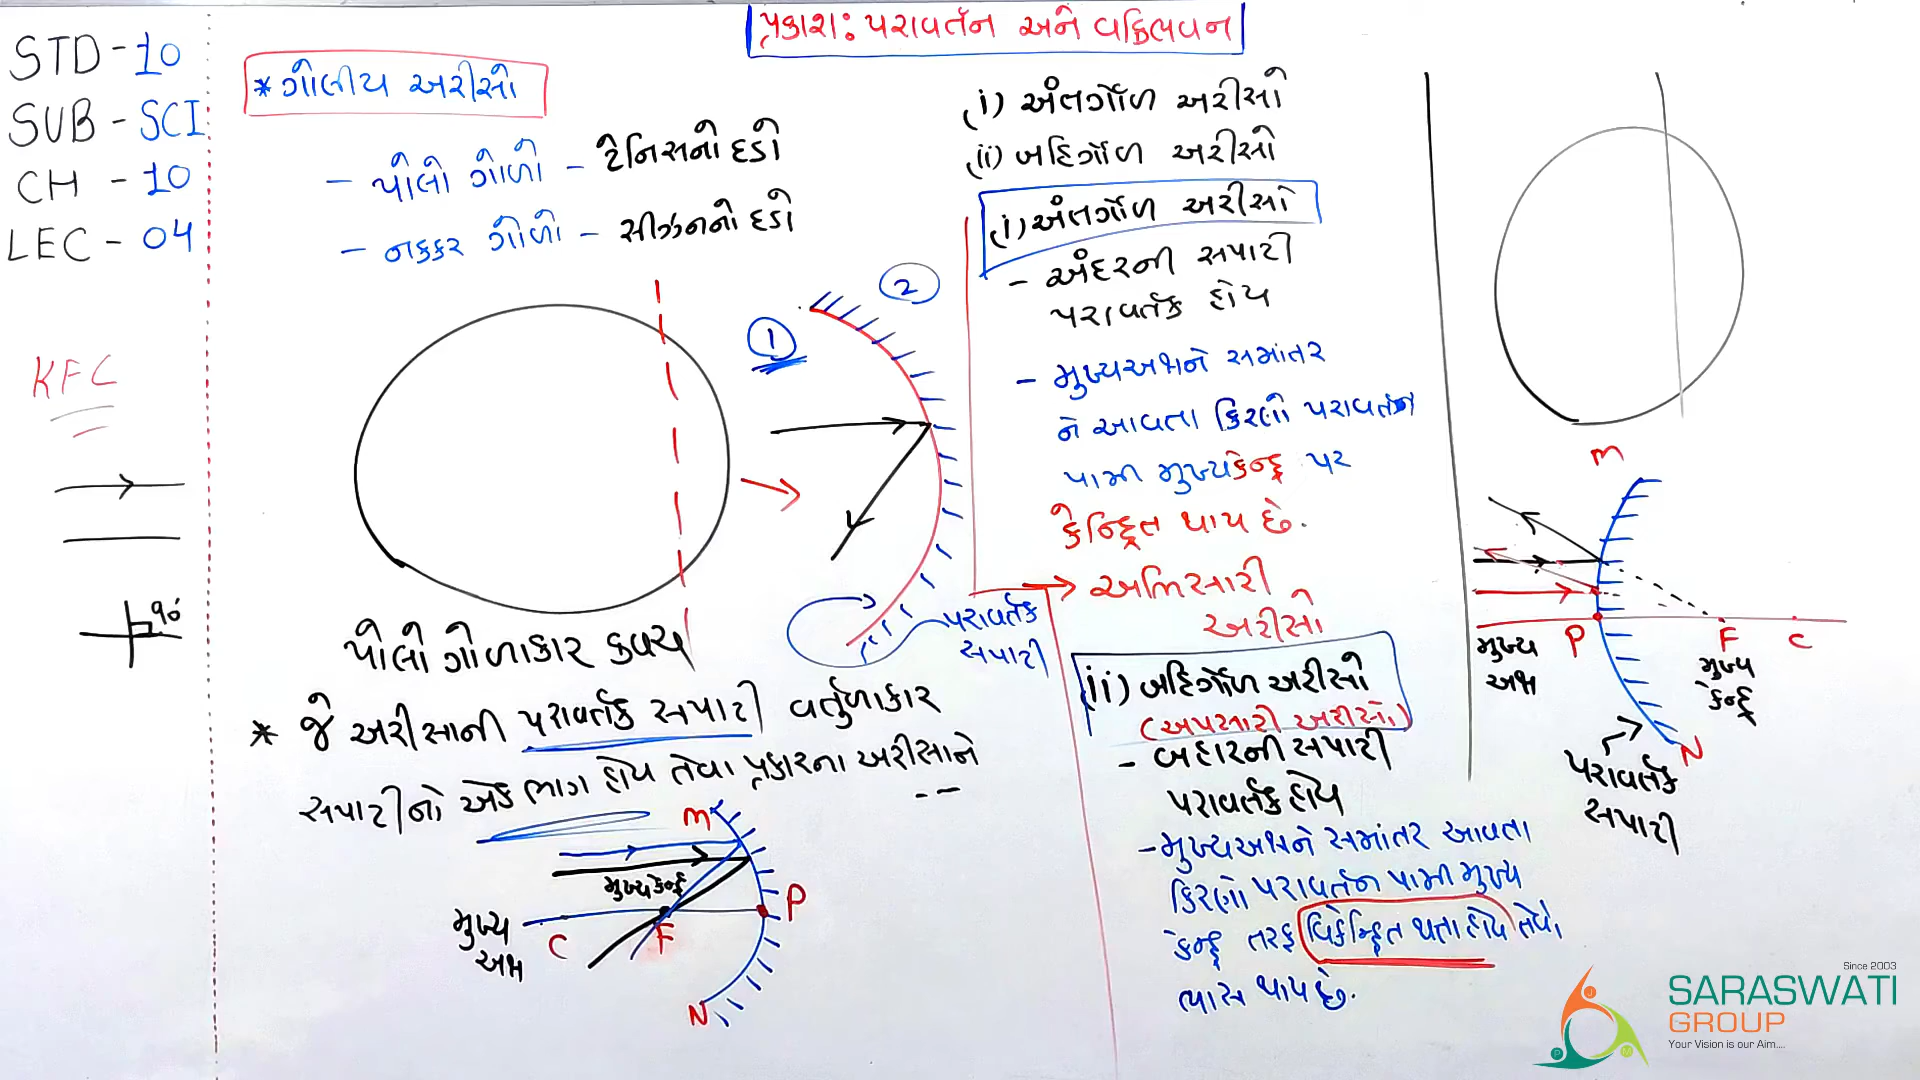 પ્રકાશ: પરાવર્તન અને વક્રિભવન
STD - 10
SUB - SCI
CH - 10
LEC - 04
KFC
90°
* ગોલીય અરીસો
- પોલો ગોળો - ટેનિસનો દડો
- નક્કર ગોળો - સીઝનનો દડો
1
2
પોલો ગોળાકાર કવચ
પરાવર્તક
સપાટી
* જે અરીસાની પરાવર્તક સપાટી વર્તુળાકાર
સપાટીનો એક ભાગ હોય તેવા પ્રકારના અરીસાને --
M
મુખ્યકેન્દ્ર
મુખ્ય
અક્ષ
C
F
P
N
(i) અંતર્ગોળ અરીસો
(ii) બહિર્ગોળ અરીસો
(i) અંતર્ગોળ અરીસો
- અંદરની સપાટી
પરાવર્તક હોય
- મુખ્યઅક્ષને સમાંતર
ને આવતા કિરણો પરાવર્તન
પામી મુખ્યકેન્દ્ર પર
કેન્દ્રિત થાય છે.
→ અભિસારી
અરીસો
(ii) બહિર્ગોળ અરીસો
(અપસારી અરીસો)
- બહારની સપાટી
પરાવર્તક હોય
- મુખ્યઅક્ષને સમાંતર આવતા
કિરણો પરાવર્તન પામી મુખ્ય
કેન્દ્ર તરફ વિકેન્દ્રિત થતા હોય તેવો
ભાસ થાય છે.
M
P
F
C
મુખ્ય
અક્ષ
મુખ્ય
કેન્દ્ર
N
પરાવર્તક
સપાટી
Since 2003
SARASWATI
GROUP
Your Vision is our Aim....
P
M